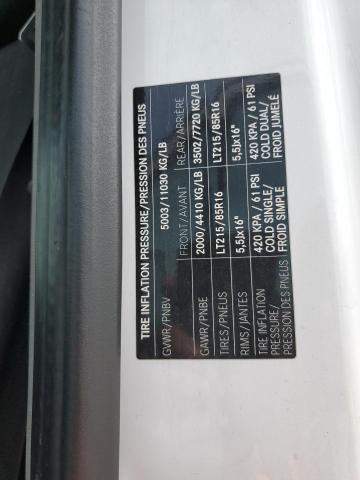 TIRE INFLATION PRESSURE/PRESSION DES PNEUS
GVWR/PNBV 5003/11030 KG/LB
FRONT/AVANT REAR/ARRIÈRE
GAWR/PNBE 2000/4410 KG/LB 3502/7720 KG/LB
TIRES/PNEUS LT215/85R16 LT215/85R16
RIMS/JANTES 5,5Jx16" 5,5Jx16"
TIRE INFLATION 420 KPA / 61 PSI 420 KPA / 61 PSI
PRESSURE/ COLD SINGLE/ COLD DUAL/
PRESSION DES PNEUS FROID SIMPLE FROID JUMELÉ